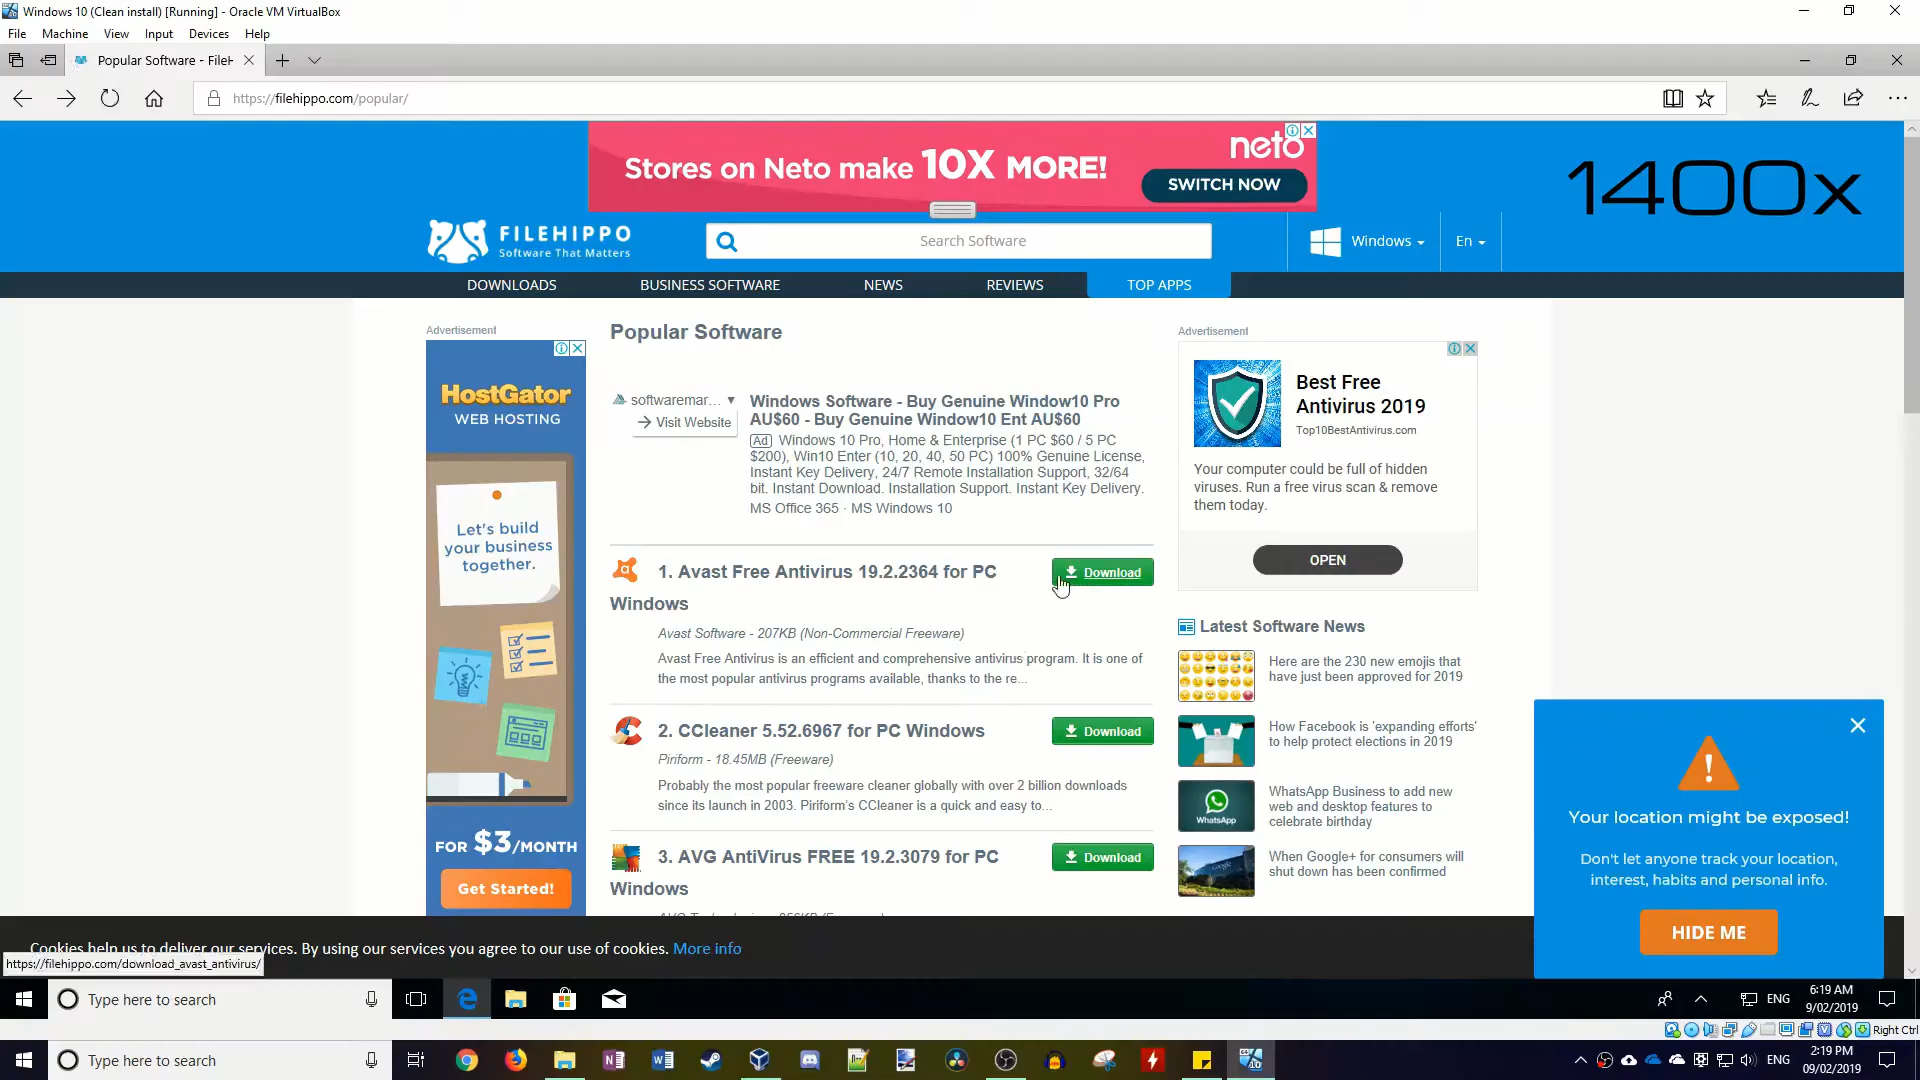 Windows 10 (Clean install) [Running] - Oracle VM VirtualBox
File Machine View Input Devices Help
Popular Software - FileH
https://filehippo.com/popular/
Stores on Neto make 10X MORE!
neto
SWITCH NOW
1400x
FILEHIPPO
Software That Matters
Search Software
Windows
En
DOWNLOADS BUSINESS SOFTWARE NEWS REVIEWS TOP APPS
Advertisement
HostGator
WEB HOSTING
Let's build
your business
together.
FOR $3/MONTH
Get Started!
Popular Software
softwaremar...
Visit Website
Windows Software - Buy Genuine Window10 Pro
AU$60 - Buy Genuine Window10 Ent AU$60
Ad Windows 10 Pro, Home & Enterprise (1 PC $60 / 5 PC
$200), Win10 Enter (10, 20, 40, 50 PC) 100% Genuine License,
Instant Key Delivery, 24/7 Remote Installation Support, 32/64
bit. Instant Download. Installation Support. Instant Key Delivery.
MS Office 365 · MS Windows 10
1. Avast Free Antivirus 19.2.2364 for PC
Windows
Download
Avast Software - 207KB (Non-Commercial Freeware)
Avast Free Antivirus is an efficient and comprehensive antivirus program. It is one of
the most popular antivirus programs available, thanks to the re...
2. CCleaner 5.52.6967 for PC Windows
Download
Piriform - 18.45MB (Freeware)
Probably the most popular freeware cleaner globally with over 2 billion downloads
since its launch in 2003. Piriform's CCleaner is a quick and easy to...
3. AVG AntiVirus FREE 19.2.3079 for PC
Windows
Download
Advertisement
Best Free
Antivirus 2019
Top10BestAntivirus.com
Your computer could be full of hidden
viruses. Run a free virus scan & remove
them today.
OPEN
Latest Software News
Here are the 230 new emojis that
have just been approved for 2019
How Facebook is 'expanding efforts'
to help protect elections in 2019
WhatsApp
WhatsApp Business to add new
web and desktop features to
celebrate birthday
When Google+ for consumers will
shut down has been confirmed
Your location might be exposed!
Don't let anyone track your location,
interest, habits and personal info.
HIDE ME
Cookies help us to deliver our services. By using our services you agree to our use of cookies. More info
https://filehippo.com/download_avast_antivirus/
Type here to search
ENG
6:19 AM
9/02/2019
Right Ctrl
Type here to search
ENG
2:19 PM
09/02/2019